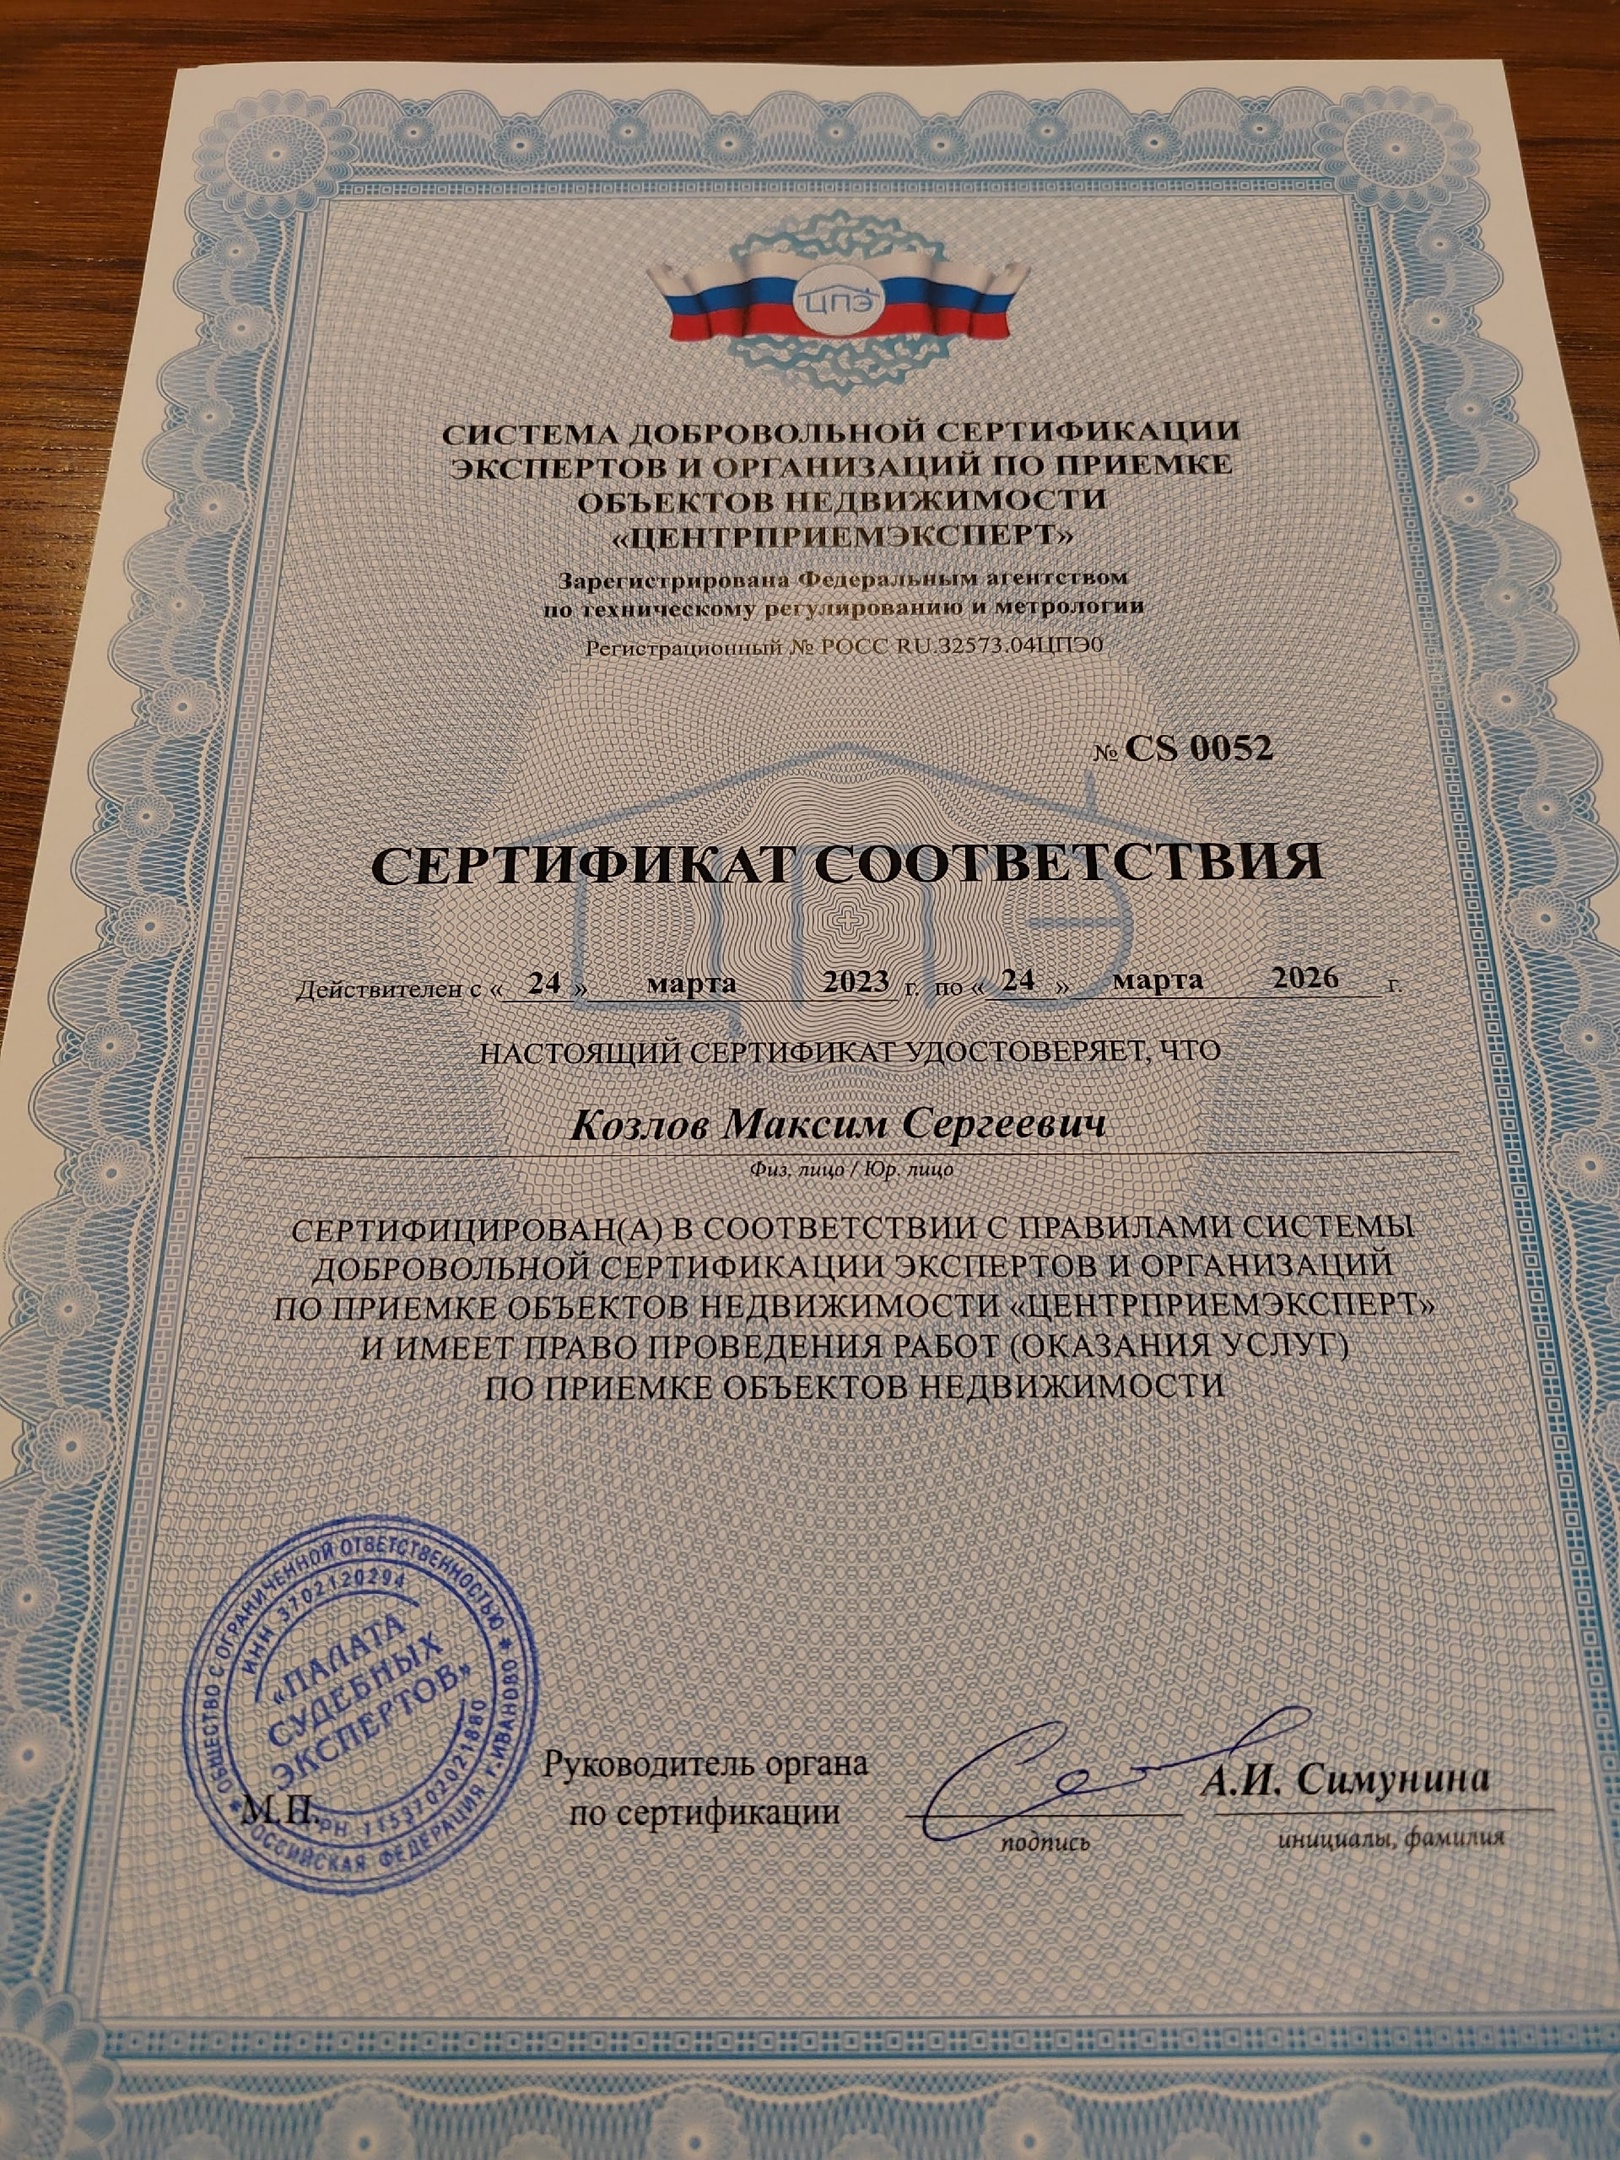 ЦПЭ
СИСТЕМА ДОБРОВОЛЬНОЙ СЕРТИФИКАЦИИ
ЭКСПЕРТОВ И ОРГАНИЗАЦИЙ ПО ПРИЕМКЕ
ОБЪЕКТОВ НЕДВИЖИМОСТИ
«ЦЕНТРПРИЕМЭКСПЕРТ»
Зарегистрирована Федеральным агентством
по техническому регулированию и метрологии
Регистрационный № РОСС RU.32573.04ЦПЭ0
№ CS 0052
ЦПЭ
СЕРТИФИКАТ СООТВЕТСТВИЯ
Действителен с « 24 » марта 2023 г. по « 24 » марта 2026 г.
НАСТОЯЩИЙ СЕРТИФИКАТ УДОСТОВЕРЯЕТ, ЧТО
Козлов Максим Сергеевич
Физ. лицо / Юр. лицо
СЕРТИФИЦИРОВАН(А) В СООТВЕТСТВИИ С ПРАВИЛАМИ СИСТЕМЫ
ДОБРОВОЛЬНОЙ СЕРТИФИКАЦИИ ЭКСПЕРТОВ И ОРГАНИЗАЦИЙ
ПО ПРИЕМКЕ ОБЪЕКТОВ НЕДВИЖИМОСТИ «ЦЕНТРПРИЕМЭКСПЕРТ»
И ИМЕЕТ ПРАВО ПРОВЕДЕНИЯ РАБОТ (ОКАЗАНИЯ УСЛУГ)
ПО ПРИЕМКЕ ОБЪЕКТОВ НЕДВИЖИМОСТИ
ОБЩЕСТВО С ОГРАНИЧЕННОЙ ОТВЕТСТВЕННОСТЬЮ
ИНН 3702120294
«ПАЛАТА
СУДЕБНЫХ
ЭКСПЕРТОВ»
ОГРН 1153702021880
РОССИЙСКАЯ ФЕДЕРАЦИЯ г. ИВАНОВО
М.П.
Руководитель органа
по сертификации
А.И. Симунина
подпись
инициалы, фамилия